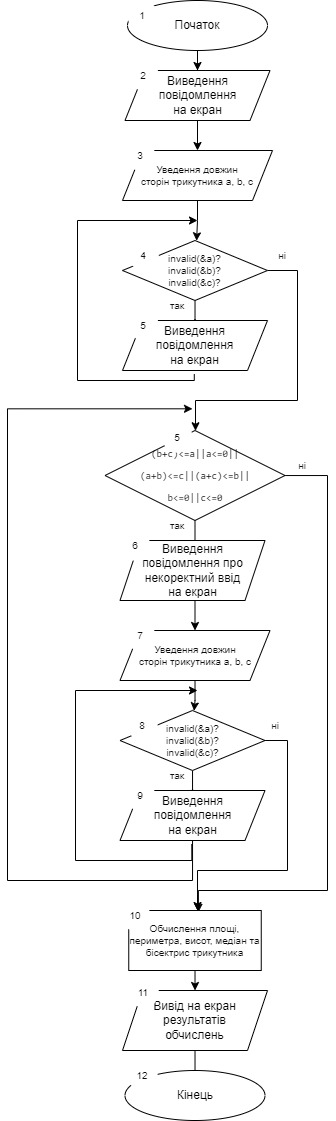 1
Початок
2
Виведення
повідомлення
на екран
3
Уведення довжин
сторін трикутника a, b, c
4
invalid(&a)?
invalid(&b)?
invalid(&c)?
ні
так
5
Виведення
повідомлення
на екран
5
(b+c)<=a||a<=0||
(a+b)<=c||(a+c)<=b||
b<=0||c<=0
ні
так
6
Виведення
повідомлення про
некоректний ввід
на екран
7
Уведення довжин
сторін трикутника a, b, c
8
invalid(&a)?
invalid(&b)?
invalid(&c)?
ні
так
9
Виведення
повідомлення
на екран
10
Обчислення площі,
периметра, висот, медіан та
бісектрис трикутника
11
Вивід на екран
результатів
обчислень
12
Кінець